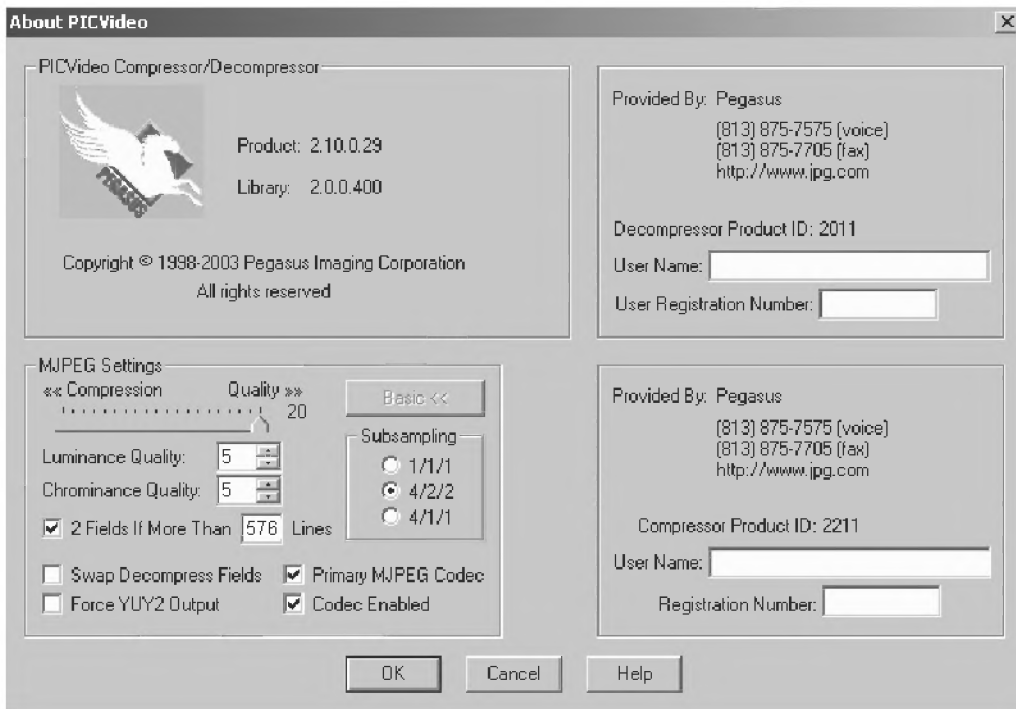 About PICVideo
PICVideo Compressor/Decompressor
PEGASUS
Product: 2.10.0.29
Library: 2.0.0.400
Copyright © 1998-2003 Pegasus Imaging Corporation
All rights reserved
Provided By: Pegasus
(813) 875-7575 (voice)
(813) 875-7705 (fax)
http://www.jpg.com
Decompressor Product ID: 2011
User Name:
User Registration Number:
MJPEG Settings
«« Compression Quality »»
20
Basic <<
Luminance Quality: 5
Chrominance Quality: 5
2 Fields If More Than 576 Lines
Subsampling
1/1/1
4/2/2
4/1/1
Swap Decompress Fields
Primary MJPEG Codec
Force YUY2 Output
Codec Enabled
Provided By: Pegasus
(813) 875-7575 (voice)
(813) 875-7705 (fax)
http://www.jpg.com
Compressor Product ID: 2211
User Name:
Registration Number:
OK
Cancel
Help